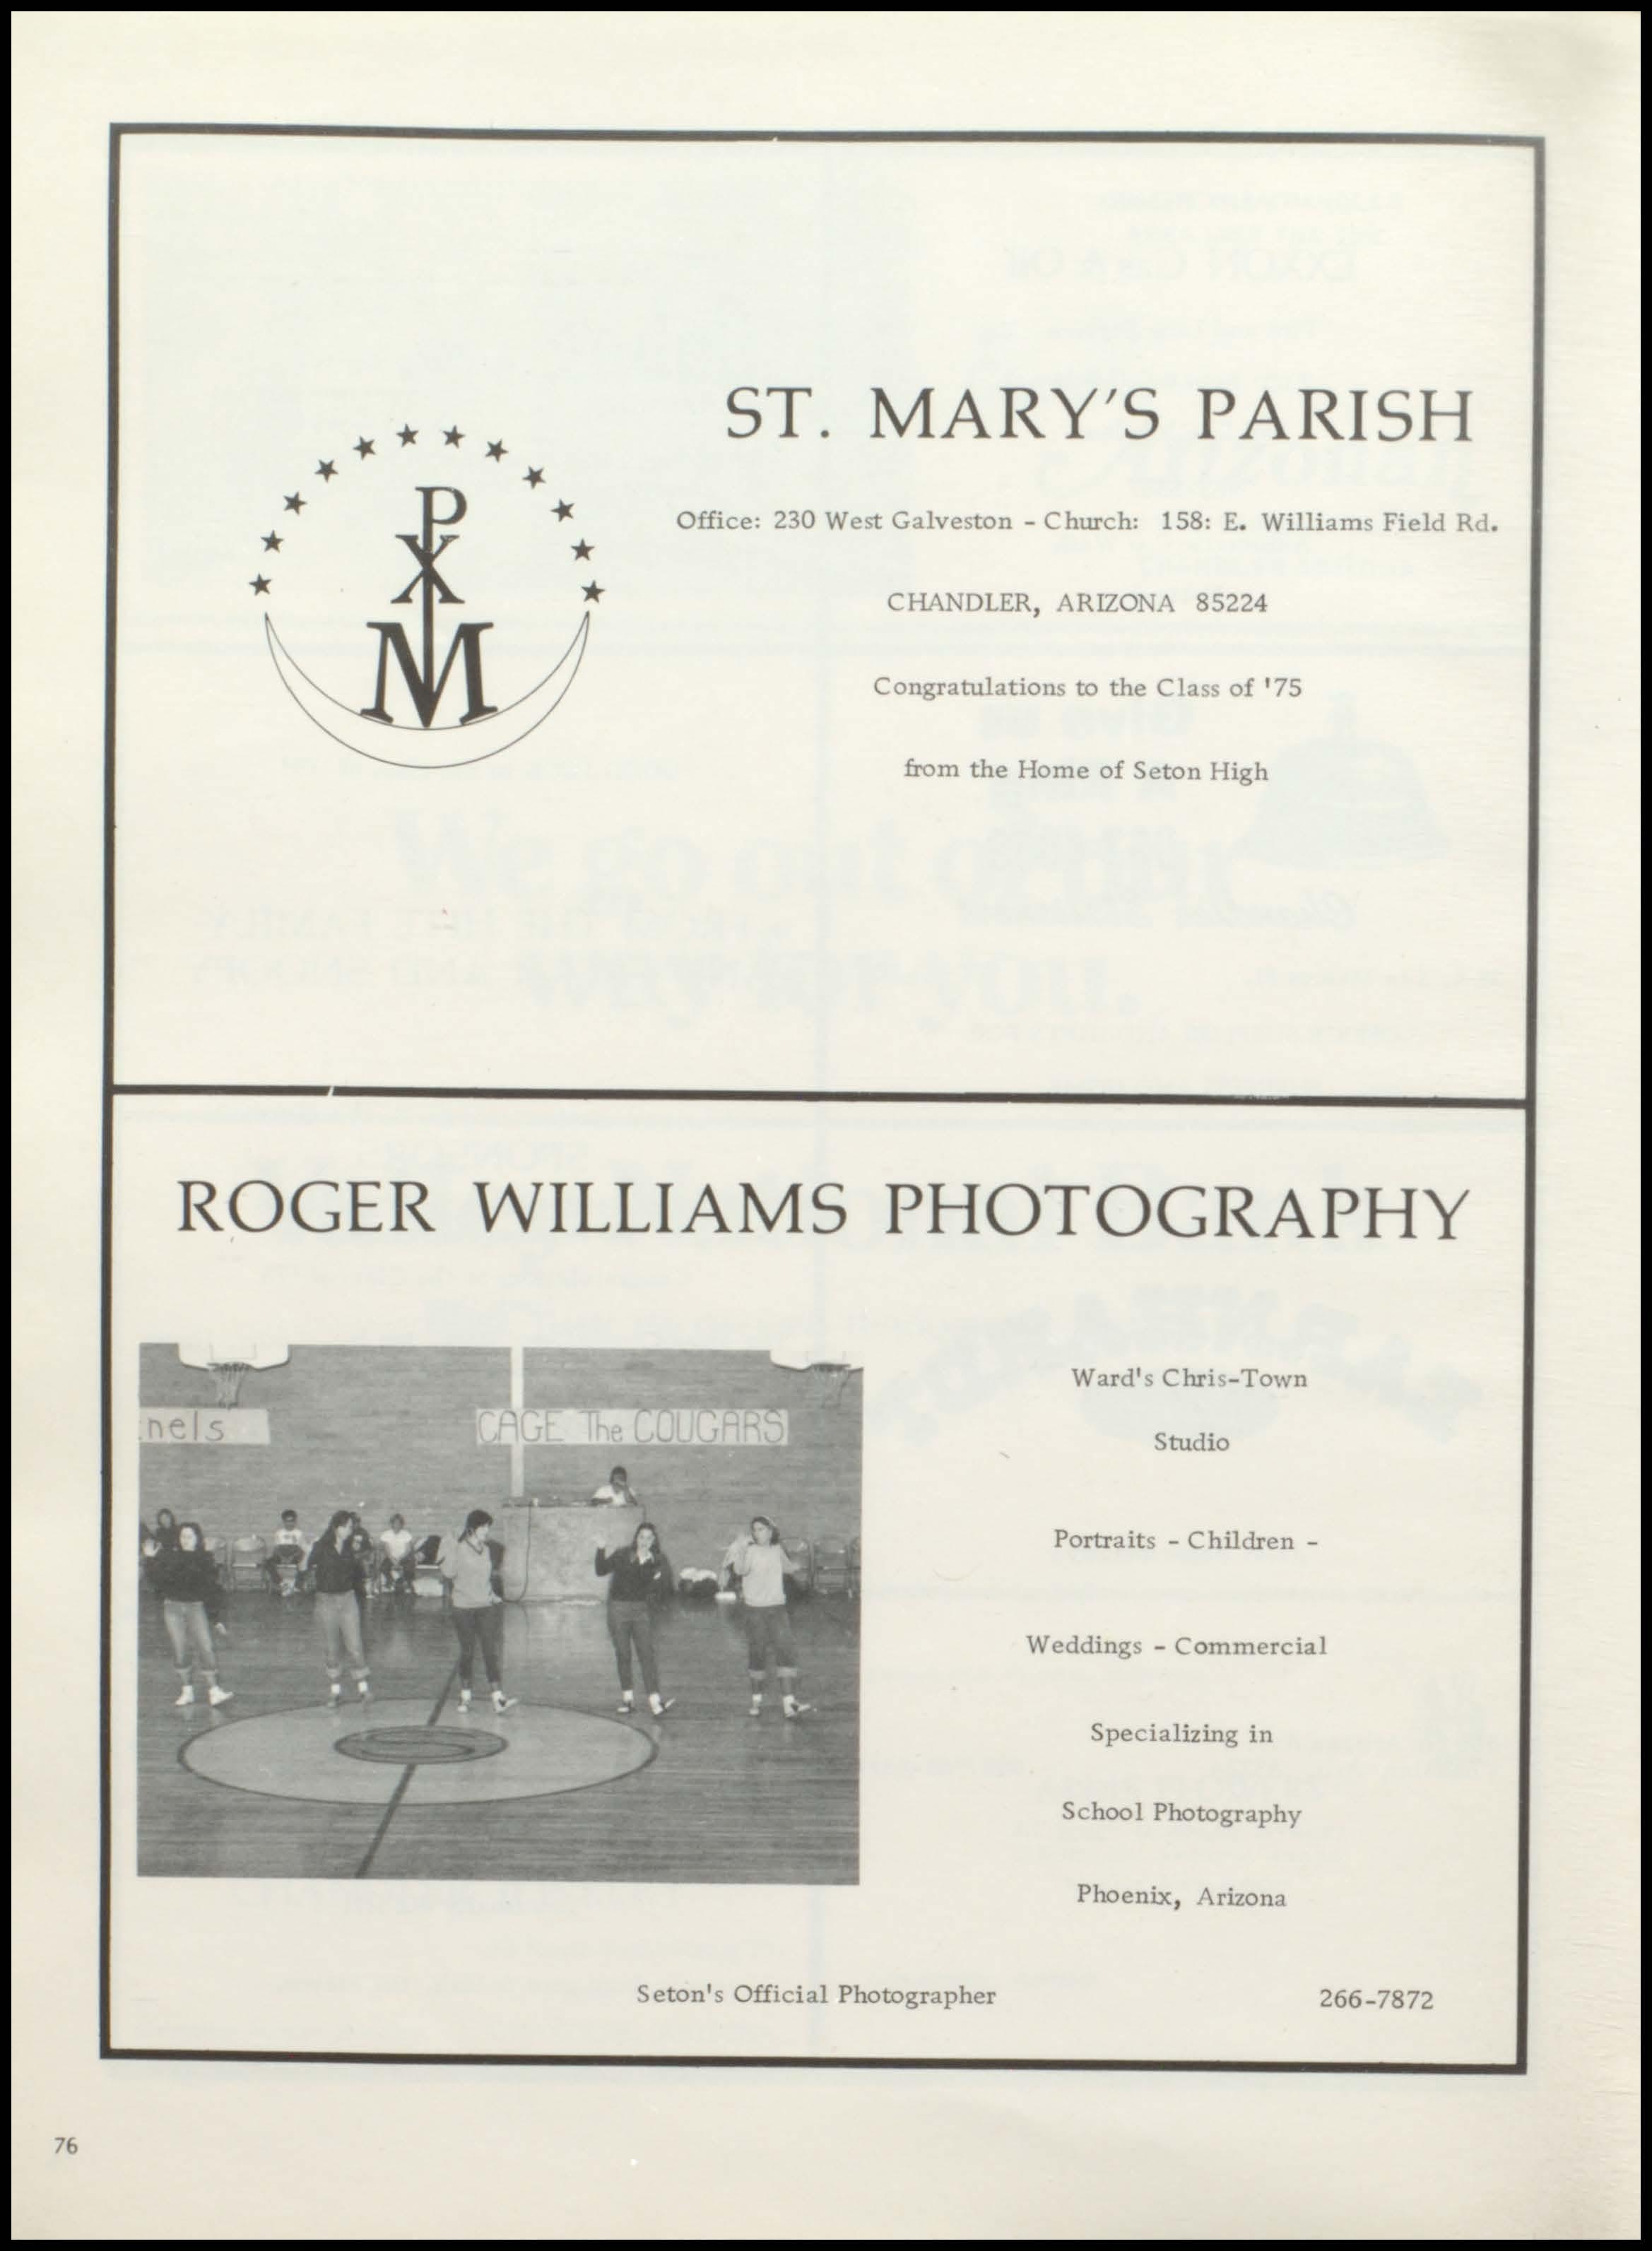 ST. MARY'S PARISH
P
X
M
Office: 230 West Galveston - Church: 158: E. Williams Field Rd.
CHANDLER, ARIZONA 85224
Congratulations to the Class of '75
from the Home of Seton High
ROGER WILLIAMS PHOTOGRAPHY
nels
CAGE The COUGARS
Ward's Chris-Town
Studio
Portraits - Children -
Weddings - Commercial
Specializing in
School Photography
Phoenix, Arizona
Seton's Official Photographer
266-7872
76